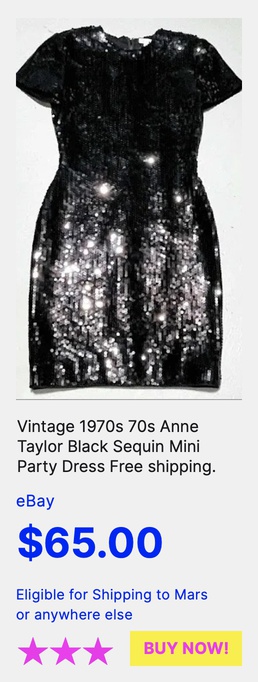 Vintage 1970s 70s Anne
Taylor Black Sequin Mini
Party Dress Free shipping.
eBay
$65.00
Eligible for Shipping to Mars
or anywhere else
BUY NOW!